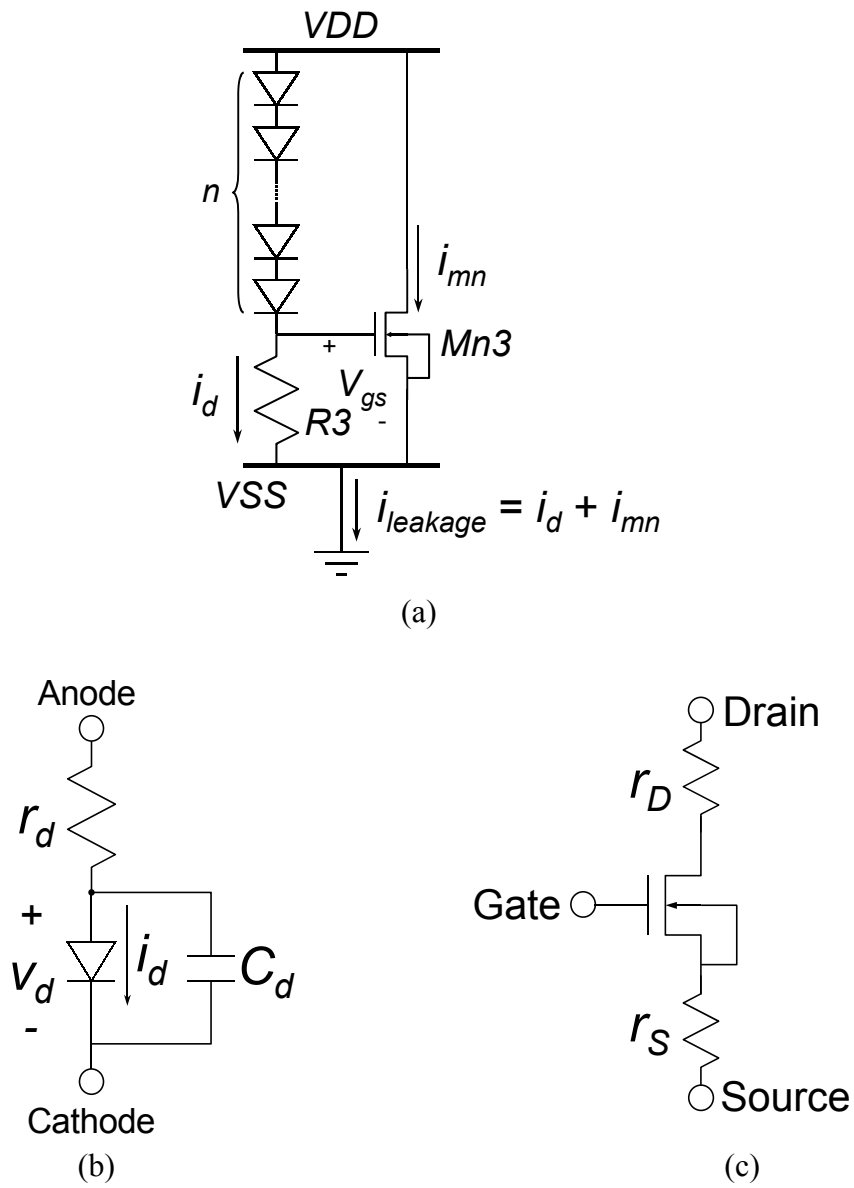 VDD
n
i_mn
+
Mn3
i_d
V_gs
R3
-
VSS
i_leakage = i_d + i_mn
(a)
Anode
r_d
+
v_d
-
i_d
C_d
Cathode
(b)
Drain
r_D
Gate
r_S
Source
(c)